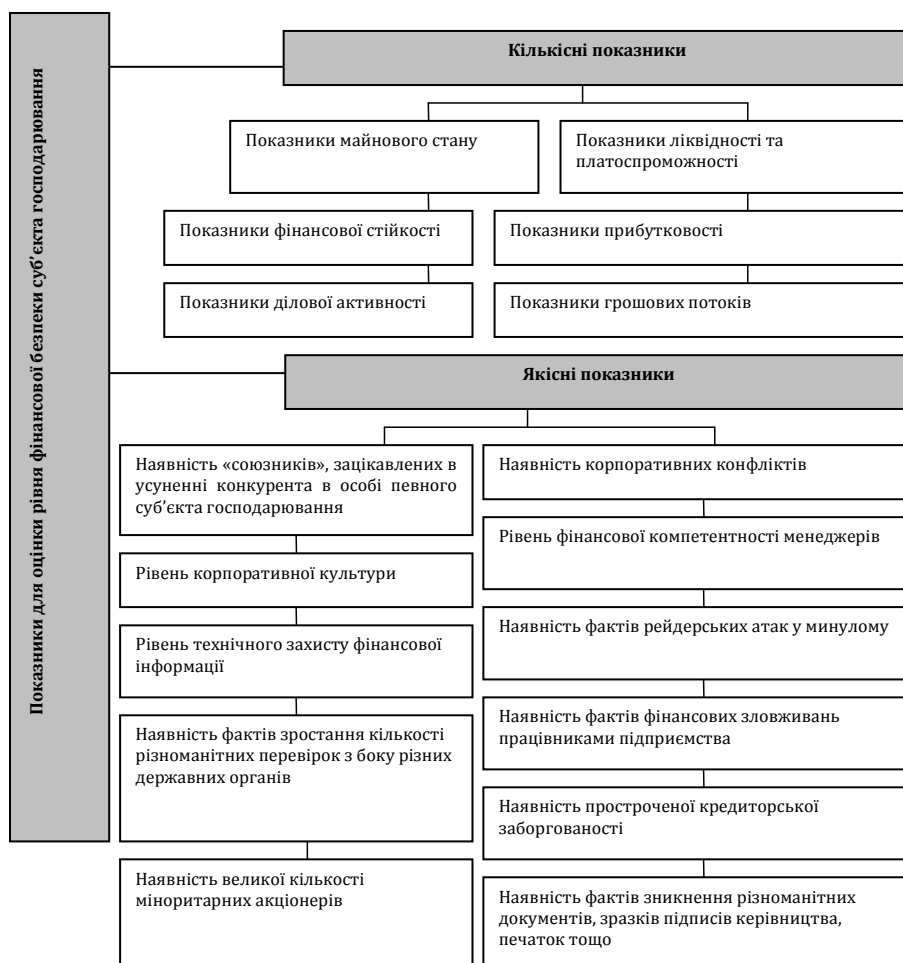 Показники для оцінки рівня фінансової безпеки суб’єкта господарювання
Кількісні показники
Показники майнового стану
Показники ліквідності та
платоспроможності
Показники фінансової стійкості
Показники прибутковості
Показники ділової активності
Показники грошових потоків
Якісні показники
Наявність «союзників», зацікавлених в
усуненні конкурента в особі певного
суб’єкта господарювання
Рівень корпоративної культури
Рівень технічного захисту фінансової
інформації
Наявність фактів зростання кількості
різноманітних перевірок з боку різних
державних органів
Наявність великої кількості
міноритарних акціонерів
Наявність корпоративних конфліктів
Рівень фінансової компетентності менеджерів
Наявність фактів рейдерських атак у минулому
Наявність фактів фінансових зловживань
працівниками підприємства
Наявність простроченої кредиторської
заборгованості
Наявність фактів зникнення різноманітних
документів, зразків підписів керівництва,
печаток тощо